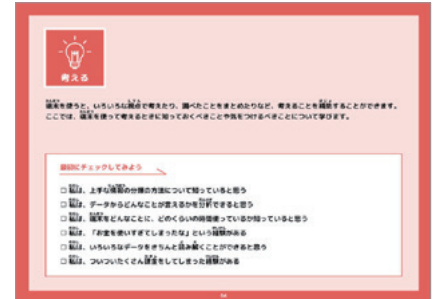 考える
端末を使うと、いろいろな視点で考えたり、調べたことをまとめたりなど、考えることを補助することができます。
ここでは、端末を使って考えるときに知っておくべきことや気をつけるべきことについて学びます。
最初にチェックしてみよう
□ 私は、上手な情報の分類の方法について知っていると思う
□ 私は、データからどんなことが言えるかを分析できると思う
□ 私は、端末をどんなことに、どのくらいの時間使っているか知っていると思う
□ 私は、「お金を使いすぎてしまったな」という経験がある
□ 私は、いろいろなデータをきちんと読み解くことができると思う
□ 私は、ついついたくさん課金をしてしまった経験がある